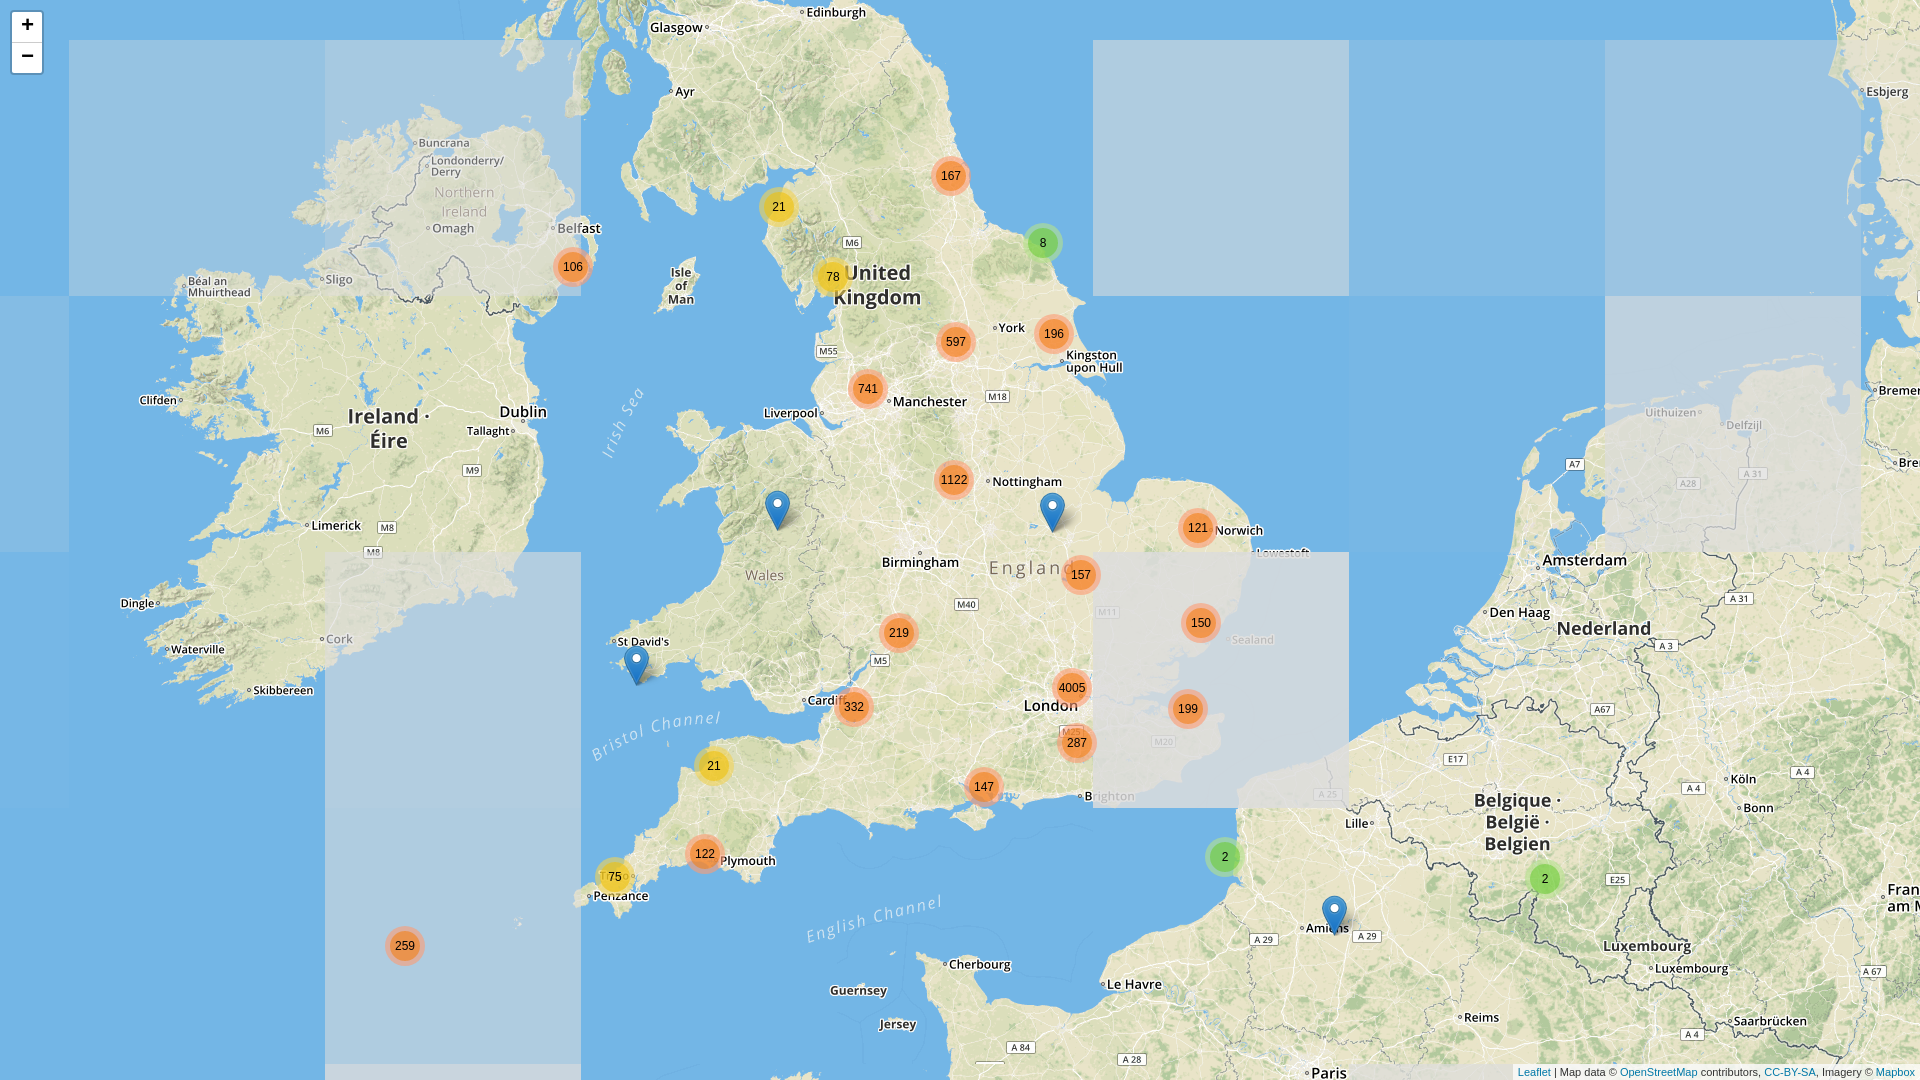 +
−
Edinburgh
Glasgow
Ayr
Esbjerg
Buncrana
Londonderry/
Derry
Northern
Ireland
Omagh
Belfast
167
21
8
M6
106
78
United
Kingdom
Isle
of
Man
Sligo
Béal an
Mhuirthead
York
196
597
M55
Kingston
upon Hull
741
Manchester
M18
Liverpool
Clifden
Ireland ·
Éire
Dublin
Tallaght
M6
M9
Irish Sea
Uithuizen
Delfzijl
A7
A28
A 31
1122
Nottingham
Limerick
M8
M8
121
Norwich
Lowestoft
Birmingham
England
Wales
157
M40
M11
Amsterdam
A 31
Den Haag
Nederland
A 3
Dingle
Waterville
Cork
Skibbereen
St David's
219
M5
150
Sealand
4005
London
199
Cardiff
332
Bristol Channel
M25
287
M20
A67
E17
21
147
Brighton
A 25
Köln
A 4
A 4
Bonn
Belgique ·
België ·
Belgien
Lille
122
Plymouth
75
Penzance
2
2
E25
English Channel
259
Amiens
A 29
A 29
Luxembourg
Luxembourg
A 67
Cherbourg
Guernsey
Le Havre
Jersey
Reims
Saarbrücken
A 84
A 28
A 4
Paris
Leaflet | Map data © OpenStreetMap contributors, CC-BY-SA, Imagery © Mapbox